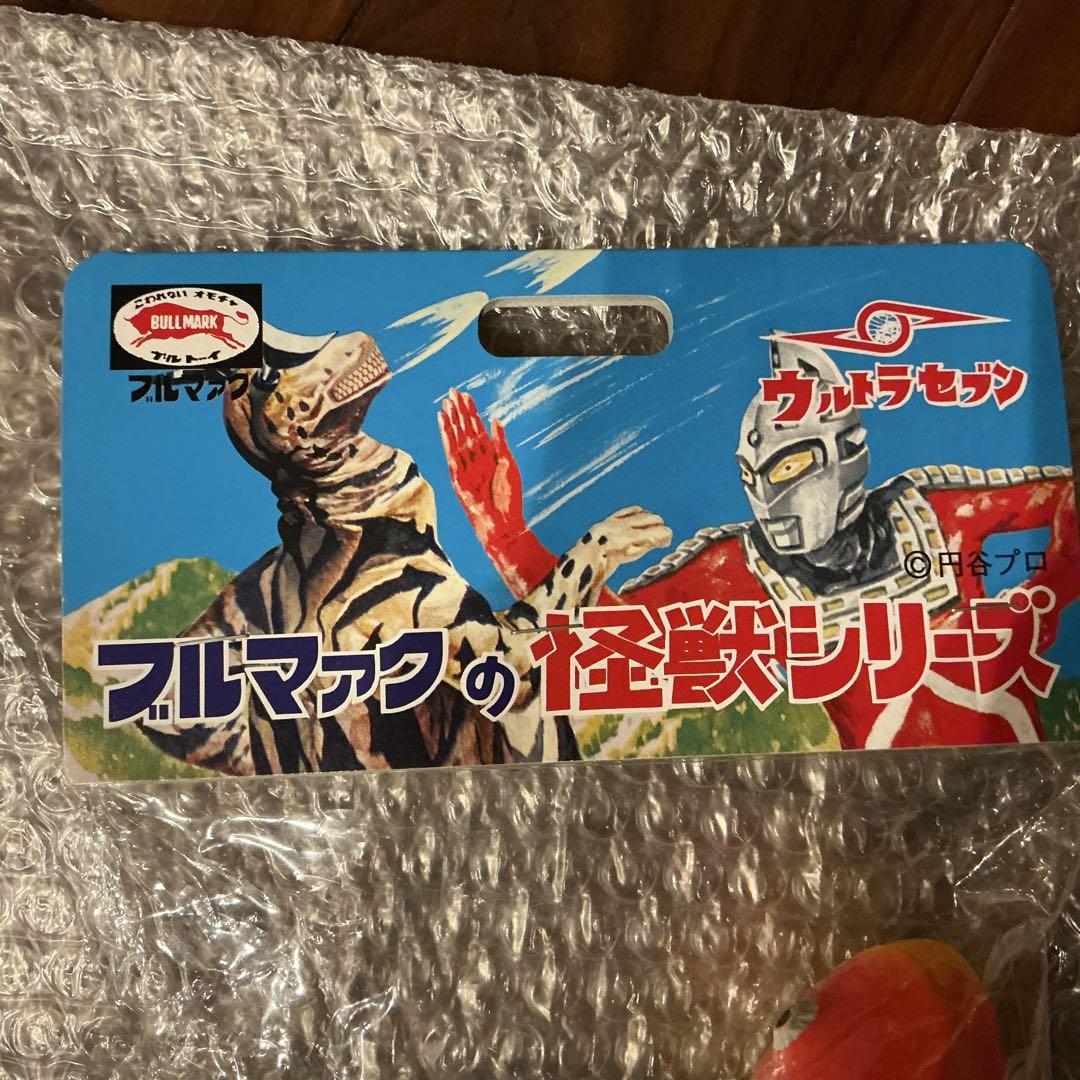 こわれない オモチャ
BULLMARK
ブルトーイ
ブルマァク
ウルトラセブン
©円谷プロ
ブルマァクの怪獣シリーズ